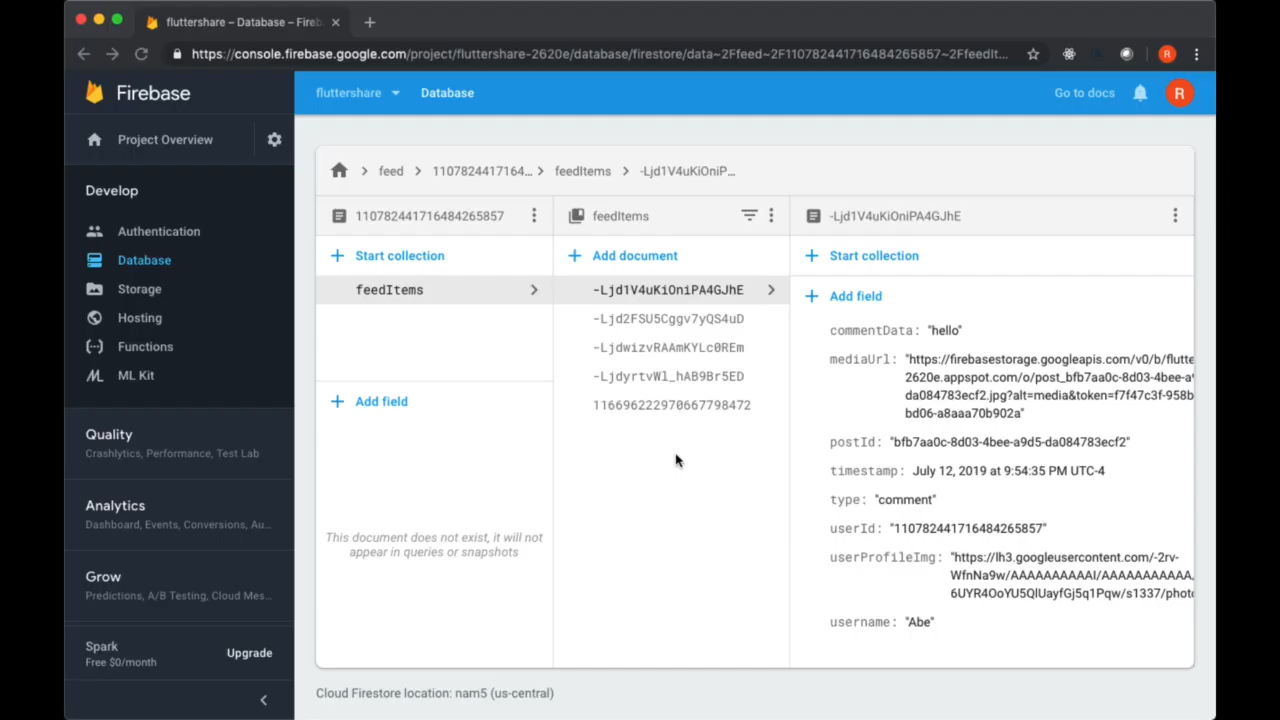 fluttershare – Database – Fireb
https://console.firebase.google.com/project/fluttershare-2620e/database/firestore/data~2Ffeed~2F110782441716484265857~2FfeedIt...
R
Firebase
fluttershare
Database
Go to docs
R
Project Overview
Develop
Authentication
Database
Storage
Hosting
Functions
ML Kit
Quality
Crashlytics, Performance, Test Lab
Analytics
Dashboard, Events, Conversions, Au...
Grow
Predictions, A/B Testing, Cloud Mes...
Spark
Free $0/month
Upgrade
feed
1107824417164...
feedItems
-Ljd1V4uKiOniP...
110782441716484265857
Start collection
feedItems
Add field
This document does not exist, it will not
appear in queries or snapshots
feedItems
Add document
-Ljd1V4uKiOniPA4GJhE
-Ljd2FSU5Cggv7yQS4uD
-LjdwizvRAAmKYLc0REm
-LjdyrtvWl_hAB9Br5ED
116696222970667798472
-Ljd1V4uKiOniPA4GJhE
Start collection
Add field
commentData: "hello"
mediaUrl: "https://firebasestorage.googleapis.com/v0/b/flutte
2620e.appspot.com/o/post_bfb7aa0c-8d03-4bee-a
da084783ecf2.jpg?alt=media&token=f7f47c3f-958b
bd06-a8aaa70b902a"
postId: "bfb7aa0c-8d03-4bee-a9d5-da084783ecf2"
timestamp: July 12, 2019 at 9:54:35 PM UTC-4
type: "comment"
userId: "110782441716484265857"
userProfileImg: "https://lh3.googleusercontent.com/-2rv-
WfnNa9w/AAAAAAAAAAI/AAAAAAAAAAA
6UYR4OoYU5QlUayfGj5q1Pqw/s1337/phot
username: "Abe"
Cloud Firestore location: nam5 (us-central)